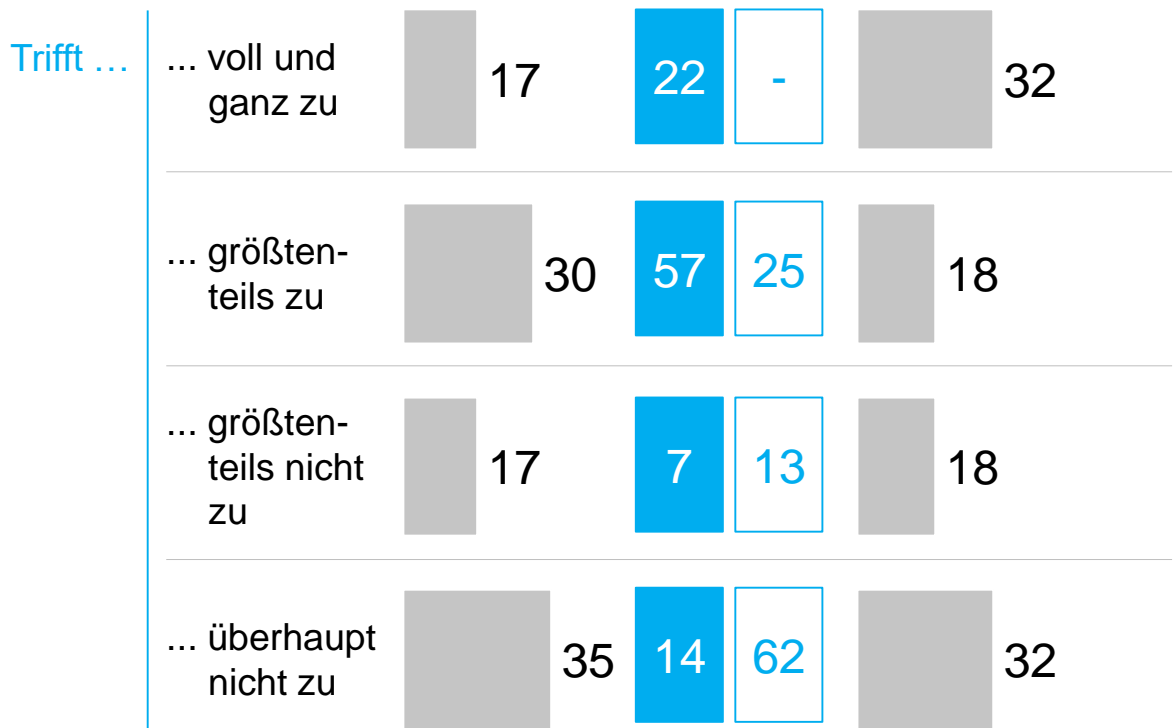 Trifft …
... voll und
ganz zu
17
22
-
32
... größten-
teils zu
30
57
25
18
... größten-
teils nicht
zu
17
7
13
18
... überhaupt
nicht zu
35
14
62
32